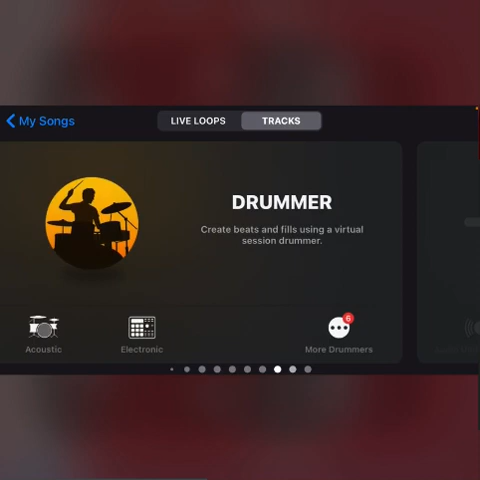 My Songs
LIVE LOOPS
TRACKS
DRUMMER
Create beats and fills using a virtual
session drummer.
6
Acoustic
Electronic
More Drummers